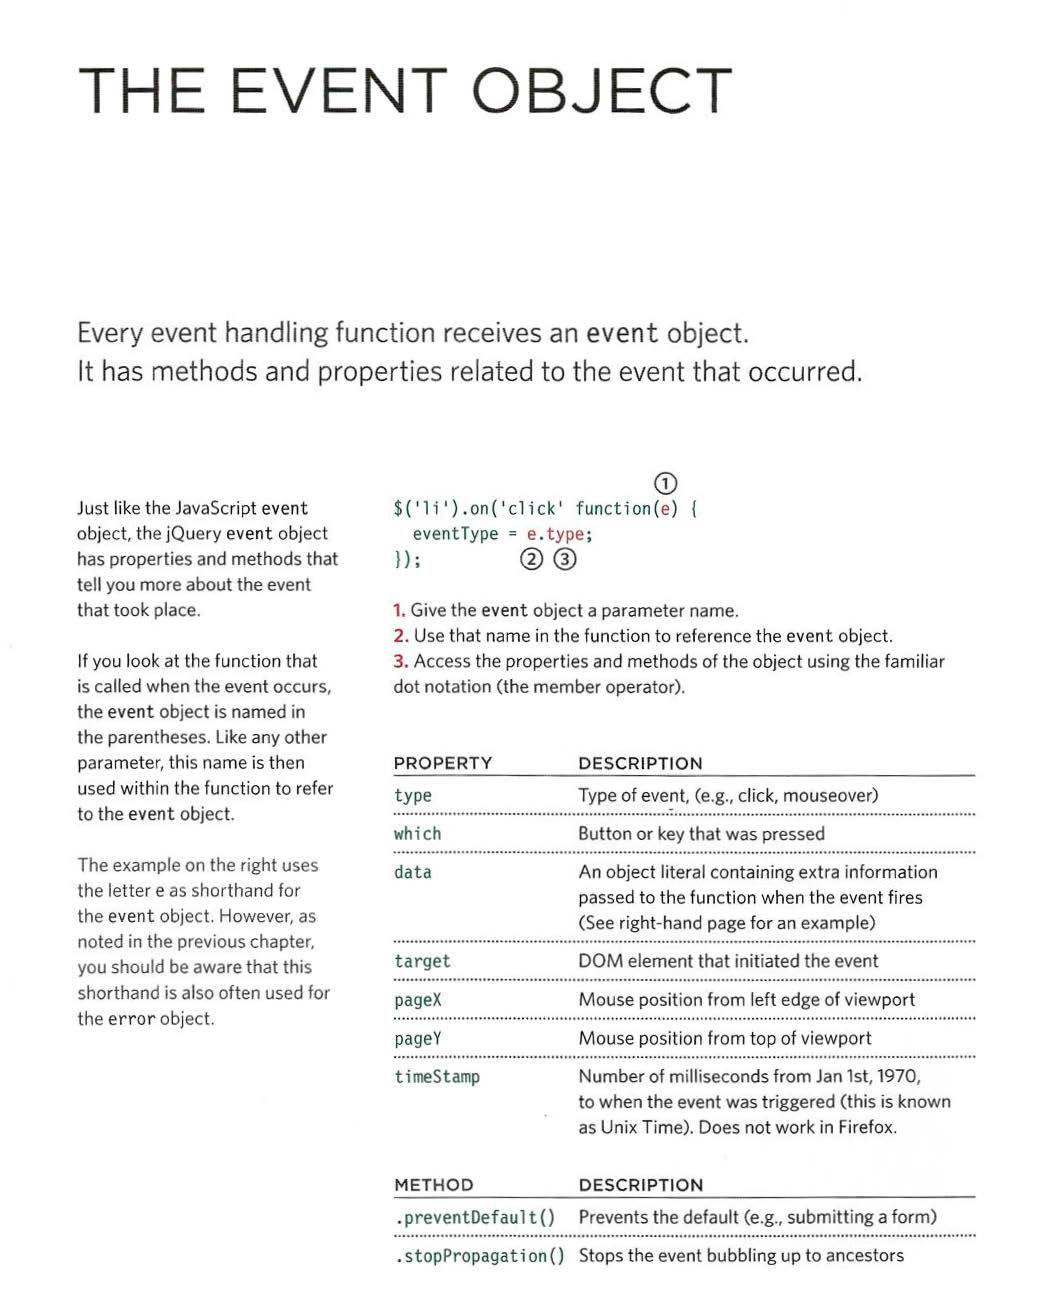 THE EVENT OBJECT
Every event handling function receives an event object.
It has methods and properties related to the event that occurred.
Just like the JavaScript event
object, the jQuery event object
has properties and methods that
tell you more about the event
that took place.
If you look at the function that
is called when the event occurs,
the event object is named in
the parentheses. Like any other
parameter, this name is then
used within the function to refer
to the event object.
The example on the right uses
the letter e as shorthand for
the event object. However, as
noted in the previous chapter,
you should be aware that this
shorthand is also often used for
the error object.
①
$('li').on('click' function(e) {
eventType = e.type;
}); ② ③
1. Give the event object a parameter name.
2. Use that name in the function to reference the event object.
3. Access the properties and methods of the object using the familiar
dot notation (the member operator).
PROPERTY DESCRIPTION
type Type of event, (e.g., click, mouseover)
which Button or key that was pressed
data An object literal containing extra information
passed to the function when the event fires
(See right-hand page for an example)
target DOM element that initiated the event
pageX Mouse position from left edge of viewport
pageY Mouse position from top of viewport
timeStamp Number of milliseconds from Jan 1st, 1970,
to when the event was triggered (this is known
as Unix Time). Does not work in Firefox.
METHOD DESCRIPTION
.preventDefault() Prevents the default (e.g., submitting a form)
.stopPropagation() Stops the event bubbling up to ancestors